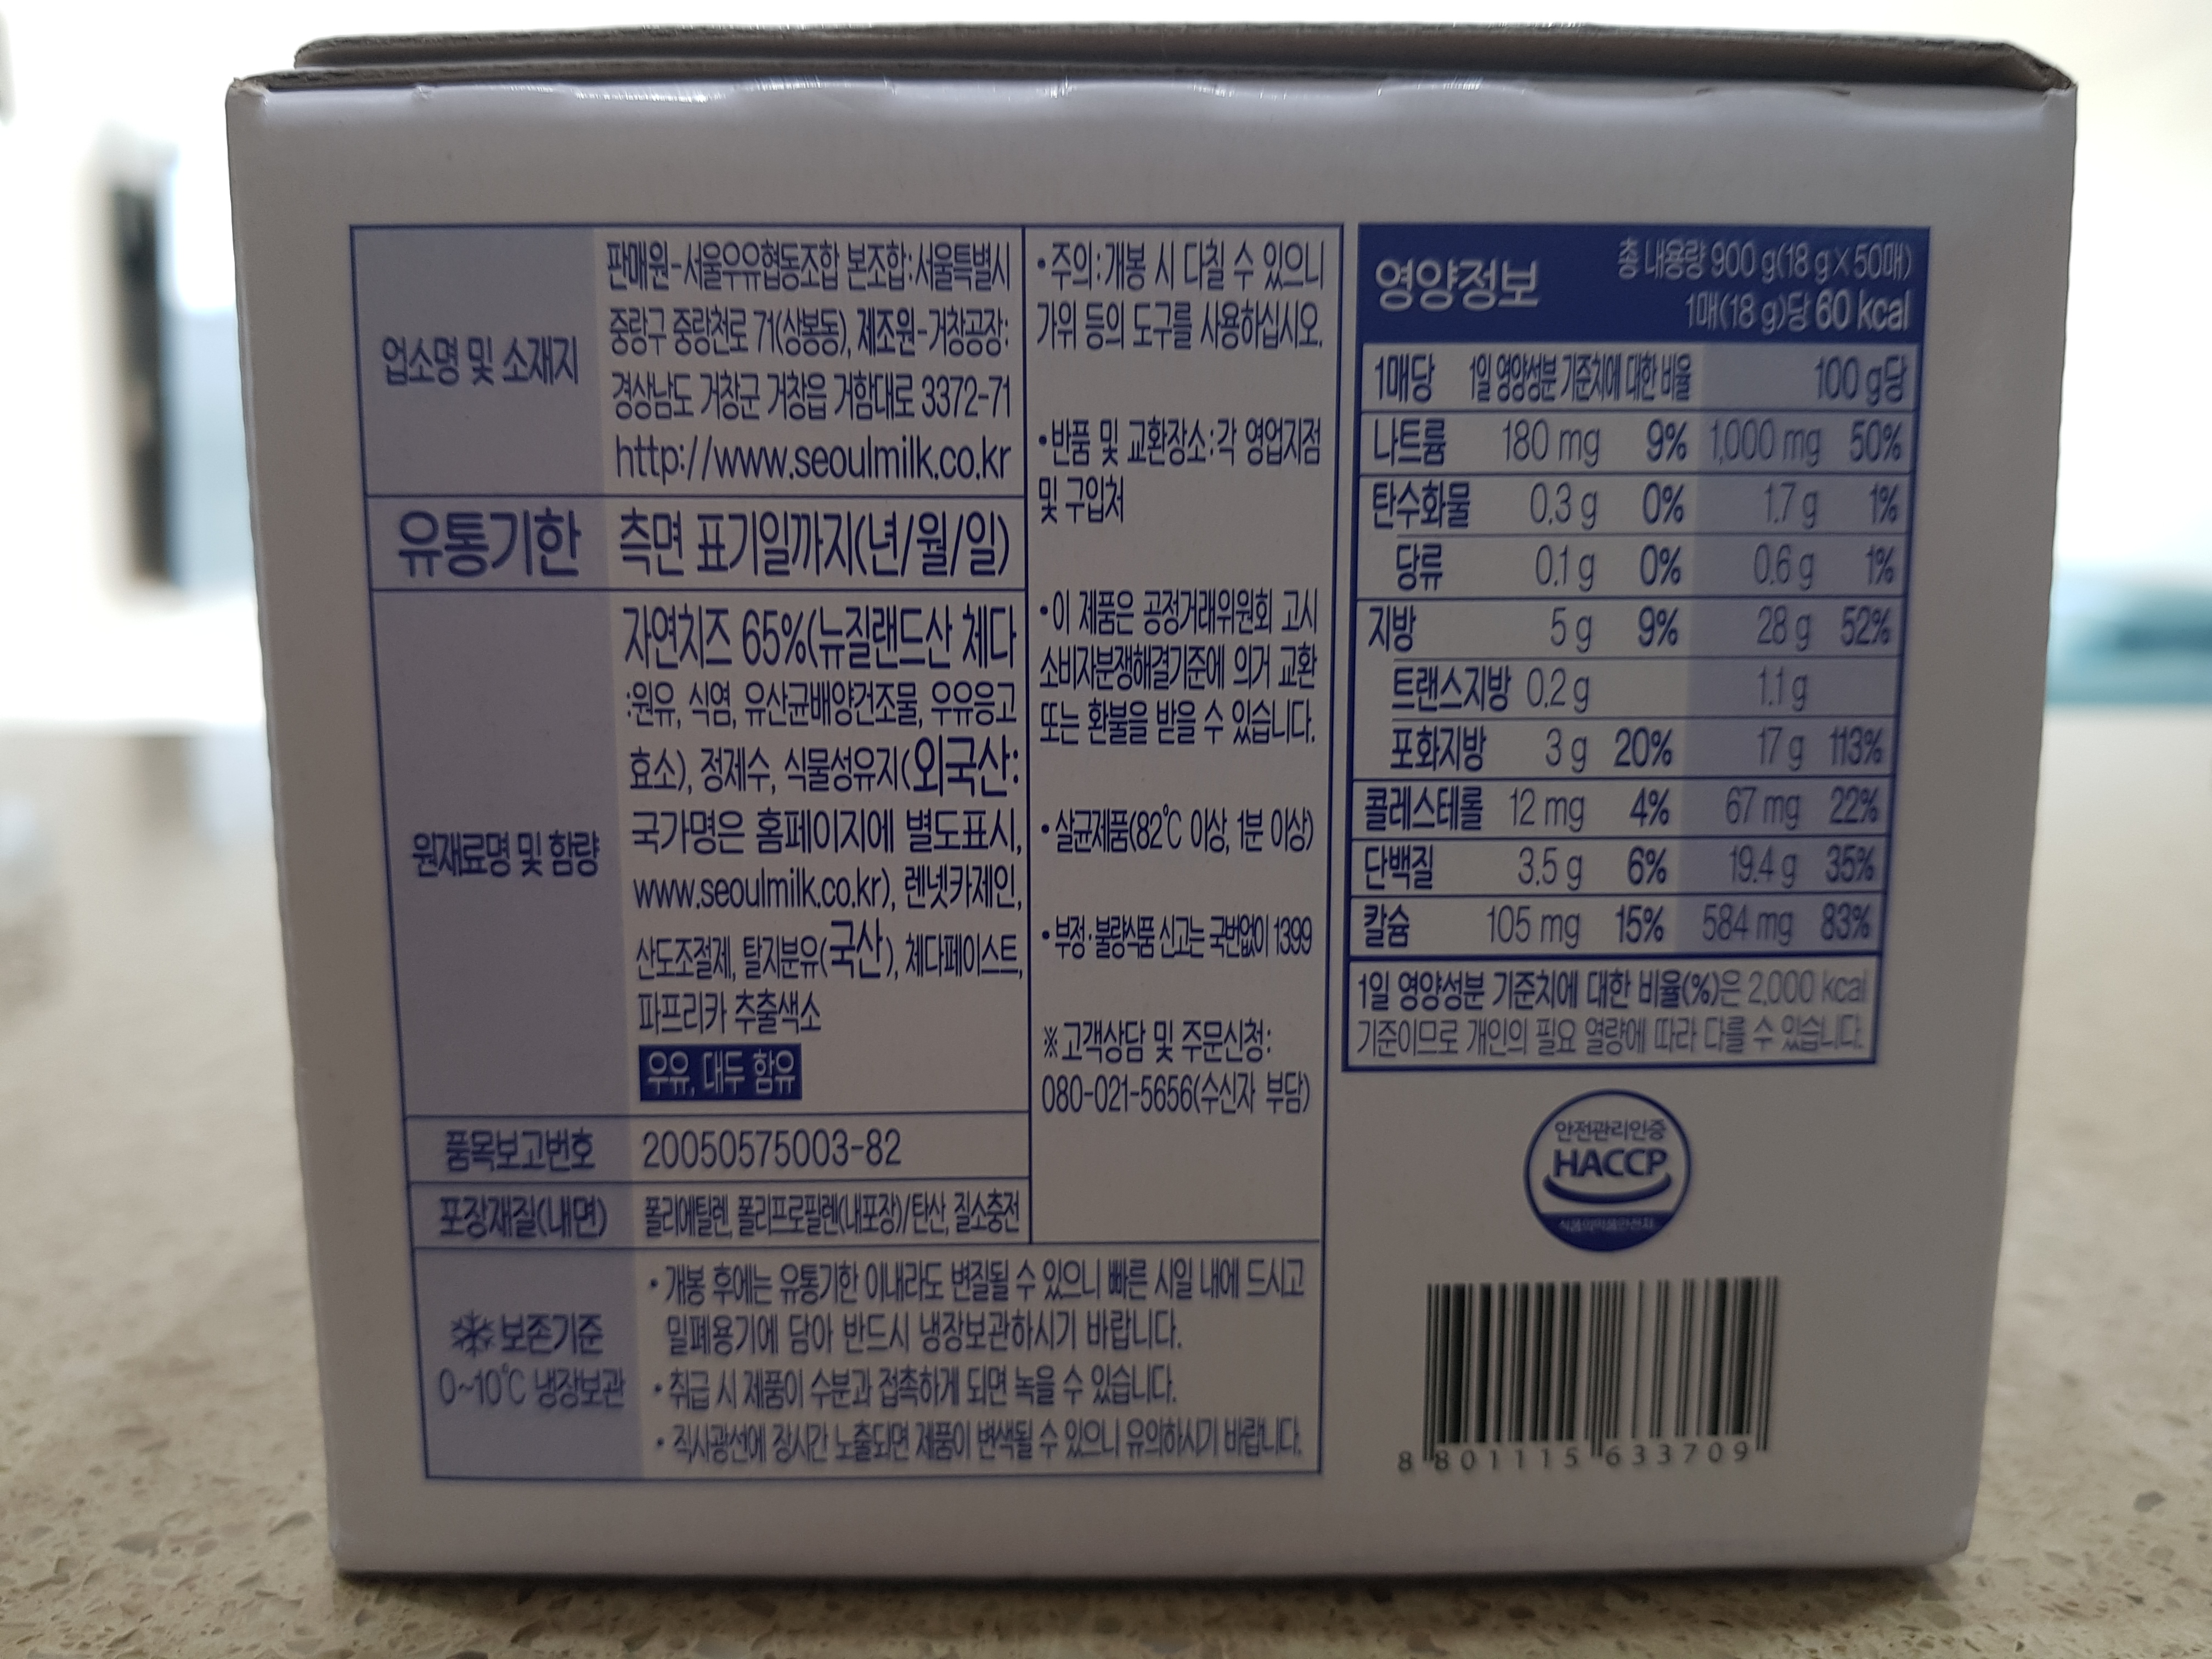 업소명 및 소재지
판매원-서울우유협동조합 본조합:서울특별시
중랑구 중랑천로 71(상봉동), 제조원-거창공장:
경상남도 거창군 거창읍 거함대로 3372-71
http://www.seoulmilk.co.kr
유통기한
측면 표기일까지(년/월/일)
원재료명 및 함량
자연치즈 65%(뉴질랜드산 체다
:원유, 식염, 유산균배양건조물, 우유응고
효소), 정제수, 식물성유지(외국산:
국가명은 홈페이지에 별도표시,
www.seoulmilk.co.kr), 렌넷카제인,
산도조절제, 탈지분유(국산), 체다페이스트,
파프리카 추출색소
우유, 대두 함유
품목보고번호
20050575003-82
포장재질(내면)
폴리에틸렌, 폴리프로필렌(내포장)/탄산, 질소충전
보존기준
0~10℃ 냉장보관
•개봉 후에는 유통기한 이내라도 변질될 수 있으니 빠른 시일 내에 드시고
밀폐용기에 담아 반드시 냉장보관하시기 바랍니다.
•취급 시 제품이 수분과 접촉하게 되면 녹을 수 있습니다.
•직사광선에 장시간 노출되면 제품이 변색될 수 있으니 유의하시기 바랍니다.
•주의:개봉 시 다칠 수 있으니
가위 등의 도구를 사용하십시오.
•반품 및 교환장소:각 영업지점
및 구입처
•이 제품은 공정거래위원회 고시
소비자분쟁해결기준에 의거 교환
또는 환불을 받을 수 있습니다.
•살균제품(82℃ 이상, 1분 이상)
•부정·불량식품 신고는 국번없이 1399
※고객상담 및 주문신청:
080-021-5656(수신자 부담)
영양정보
총 내용량 900 g(18 g×50매)
1매(18 g)당 60 kcal
1매당 1일 영양성분 기준치에 대한 비율 100 g당
나트륨 180 mg 9% 1,000 mg 50%
탄수화물 0.3 g 0% 1.7 g 1%
당류 0.1 g 0% 0.6 g 1%
지방 5 g 9% 28 g 52%
트랜스지방 0.2 g 1.1 g
포화지방 3 g 20% 17 g 113%
콜레스테롤 12 mg 4% 67 mg 22%
단백질 3.5 g 6% 19.4 g 35%
칼슘 105 mg 15% 584 mg 83%
1일 영양성분 기준치에 대한 비율(%)은 2,000 kcal
기준이므로 개인의 필요 열량에 따라 다를 수 있습니다.
안전관리인증
HACCP
식품의약품안전처
8 801115 633709